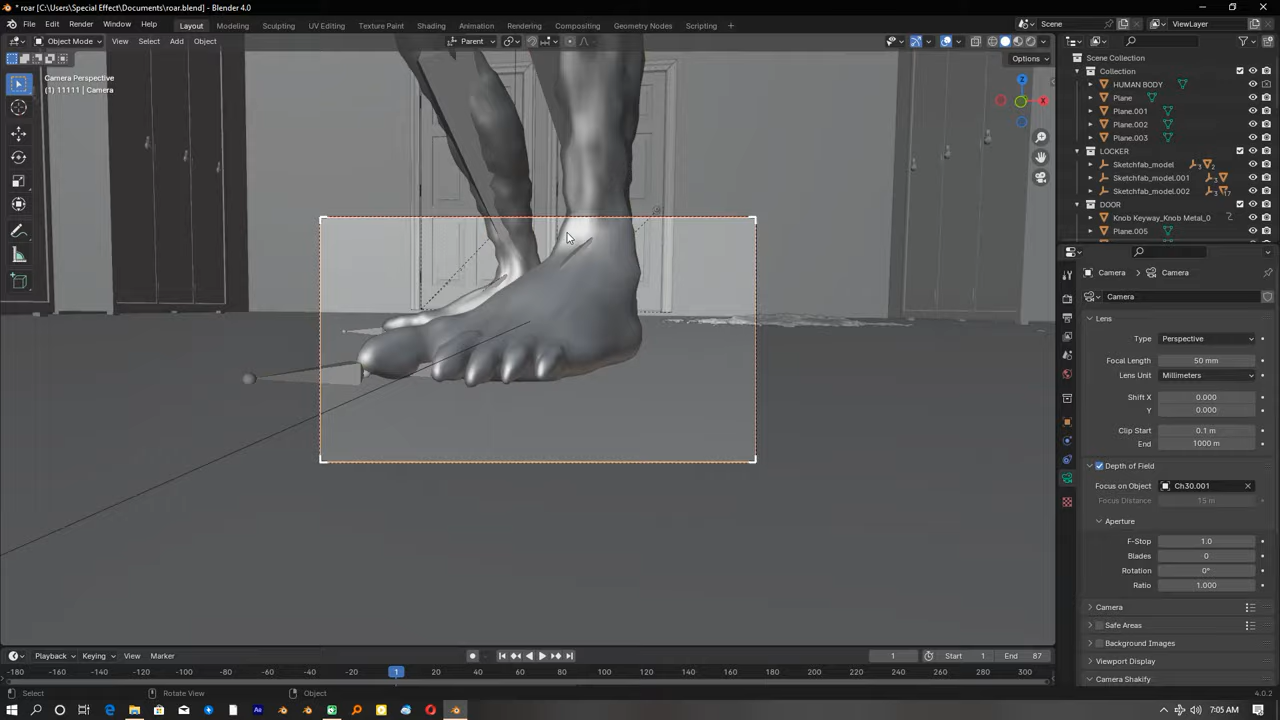 * roar [C:\Users\Special Effect\Documents\roar.blend] - Blender 4.0
File Edit Render Window Help Layout Modeling Sculpting UV Editing Texture Paint Shading Animation Rendering Compositing Geometry Nodes Scripting + Scene ViewLayer
Object Mode View Select Add Object Parent
Options
Camera Perspective
(1) 11111 | Camera
Z
X
Scene Collection
Collection
HUMAN BODY
Plane
Plane.001
Plane.002
Plane.003
LOCKER
Sketchfab_model 3 2
Sketchfab_model.001 3
Sketchfab_model.002 3 17
DOOR
Knob Keyway_Knob Metal_0
Plane.005
Camera > Camera
Camera
Lens
Type Perspective
Focal Length 50 mm
Lens Unit Millimeters
Shift X 0.000
Y 0.000
Clip Start 0.1 m
End 1000 m
Depth of Field
Focus on Object Ch30.001
Focus Distance 15 m
Aperture
F-Stop 1.0
Blades 0
Rotation 0°
Ratio 1.000
Camera
Safe Areas
Background Images
Viewport Display
Camera Shakify
Playback Keying View Marker 1 Start 1 End 87
-180 -160 -140 -120 -100 -80 -60 -40 -20 1 20 40 60 80 100 120 140 160 180 200 220 240 260 280 300 320
Select Rotate View Object 4.0.2
7:05 AM